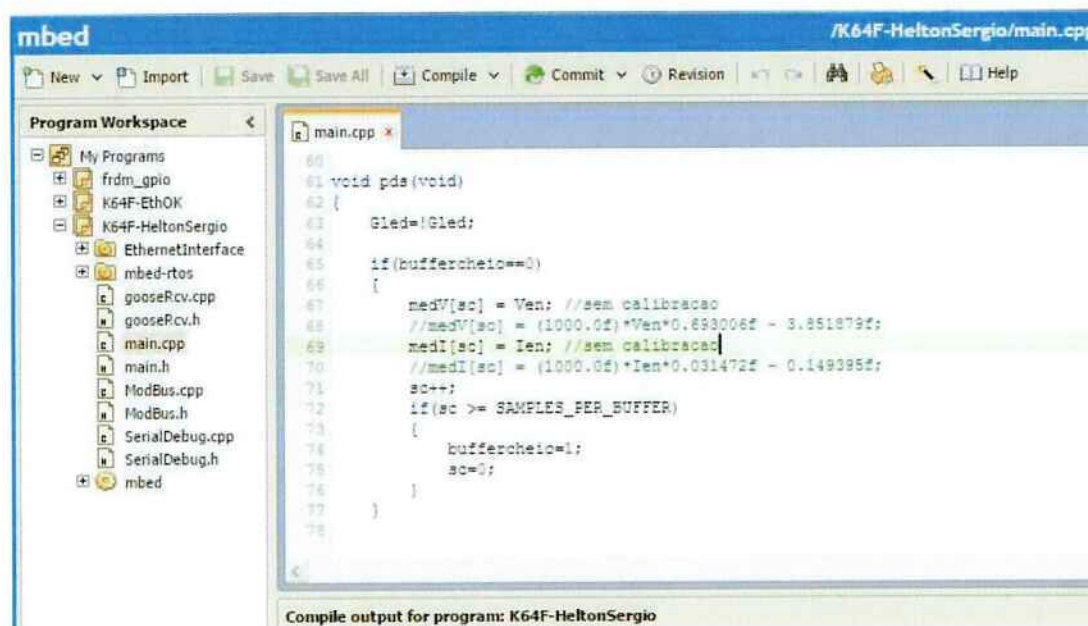 mbed /K64F-HeltonSergio/main.cpp
New Import Save Save All Compile Commit Revision Help
Program Workspace
My Programs
frdm_gpio
K64F-EthOK
K64F-HeltonSergio
EthernetInterface
mbed-rtos
gooseRcv.cpp
gooseRcv.h
main.cpp
main.h
ModBus.cpp
ModBus.h
SerialDebug.cpp
SerialDebug.h
mbed
main.cpp
60
61 void pds(void)
62 {
63 Gled=!Gled;
64
65 if(buffercheio==0)
66 {
67 medV[sc] = Ven; //sem calibracao
68 //medV[sc] = (1000.0f)*Ven*0.693006f - 3.851879f;
69 medI[sc] = Ien; //sem calibracao
70 //medI[sc] = (1000.0f)*Ien*0.031472f - 0.149395f;
71 sc++;
72 if(sc >= SAMPLES_PER_BUFFER)
73 {
74 buffercheio=1;
75 sc=0;
76 }
77 }
78
Compile output for program: K64F-HeltonSergio